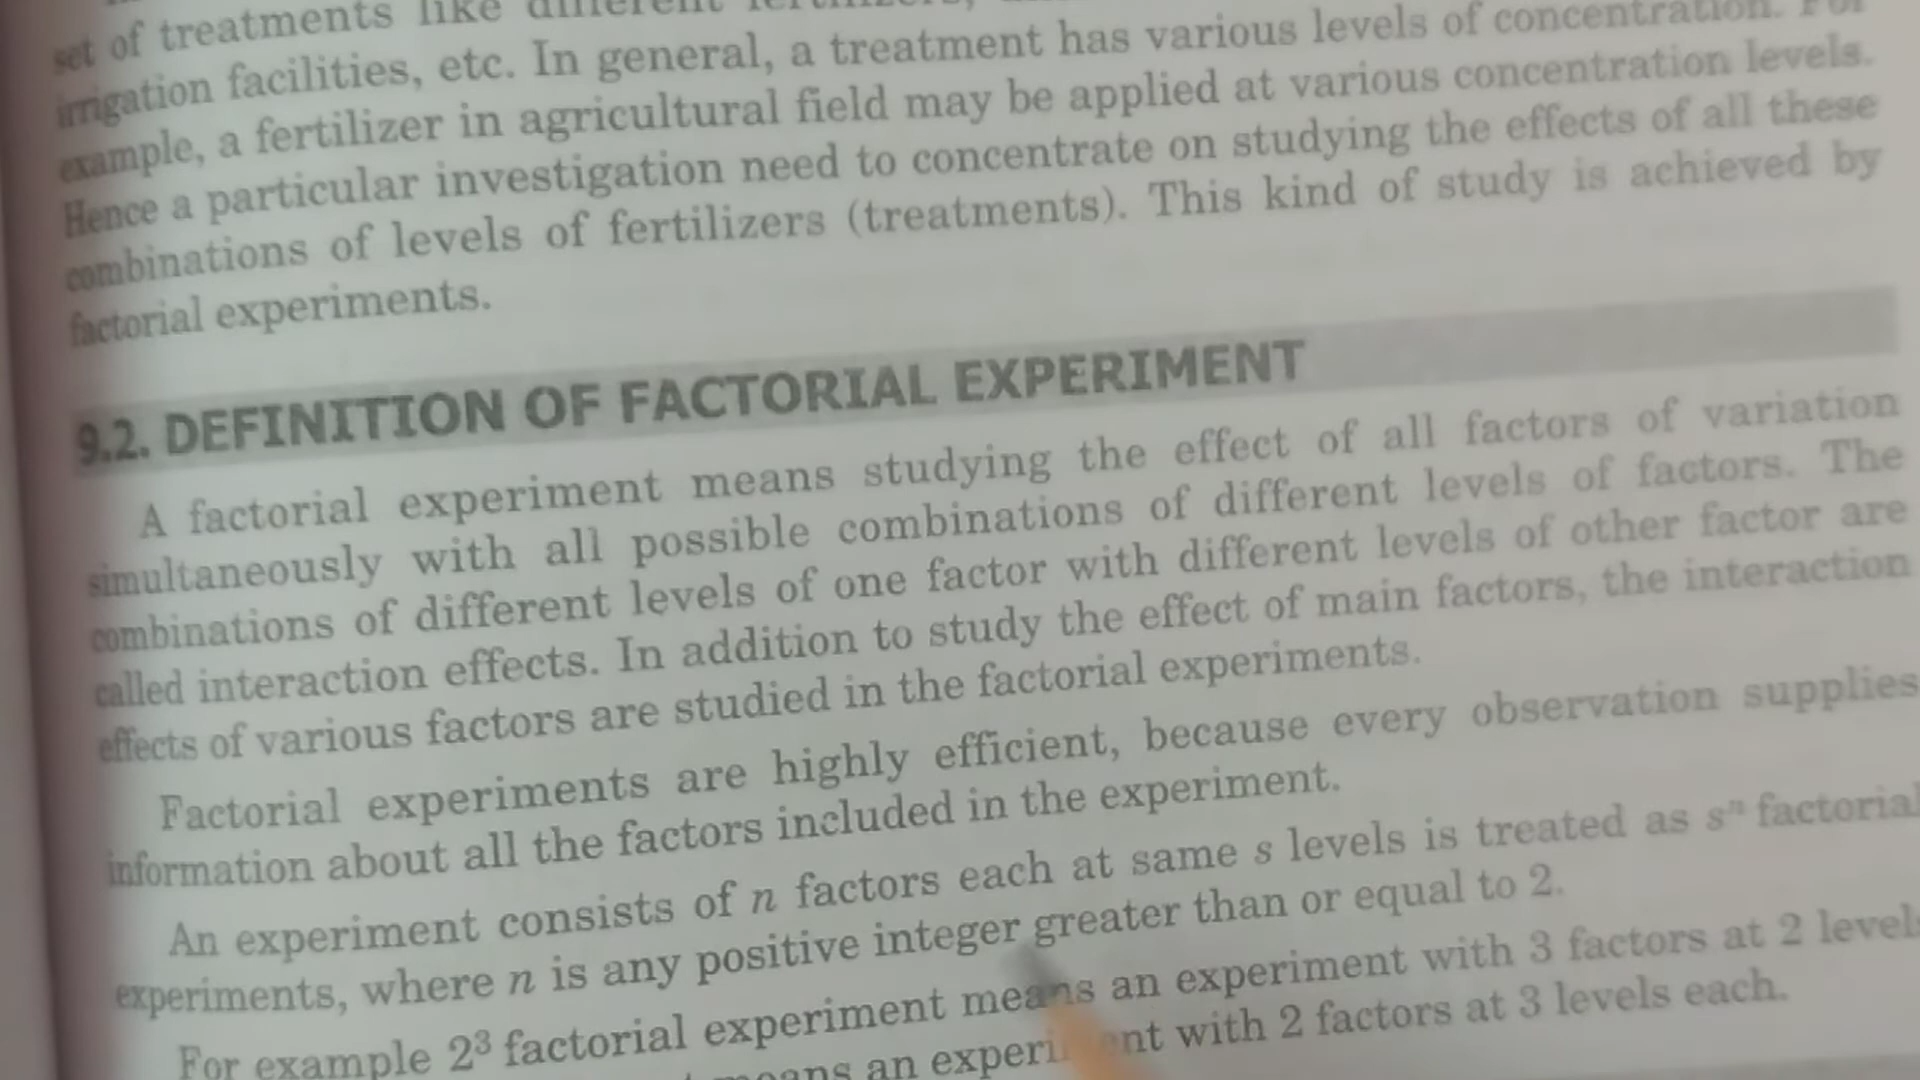 set of treatments like different fertilizers,
irrigation facilities, etc. In general, a treatment has various levels of concentration. For
example, a fertilizer in agricultural field may be applied at various concentration levels.
Hence a particular investigation need to concentrate on studying the effects of all these
combinations of levels of fertilizers (treatments). This kind of study is achieved by
factorial experiments.
9.2. DEFINITION OF FACTORIAL EXPERIMENT
A factorial experiment means studying the effect of all factors of variation
simultaneously with all possible combinations of different levels of factors. The
combinations of different levels of one factor with different levels of other factor are
called interaction effects. In addition to study the effect of main factors, the interaction
effects of various factors are studied in the factorial experiments.
Factorial experiments are highly efficient, because every observation supplies
information about all the factors included in the experiment.
An experiment consists of n factors each at same s levels is treated as sⁿ factorial
experiments, where n is any positive integer greater than or equal to 2.
For example 2³ factorial experiment means an experiment with 3 factors at 2 levels
means an experiment with 2 factors at 3 levels each.